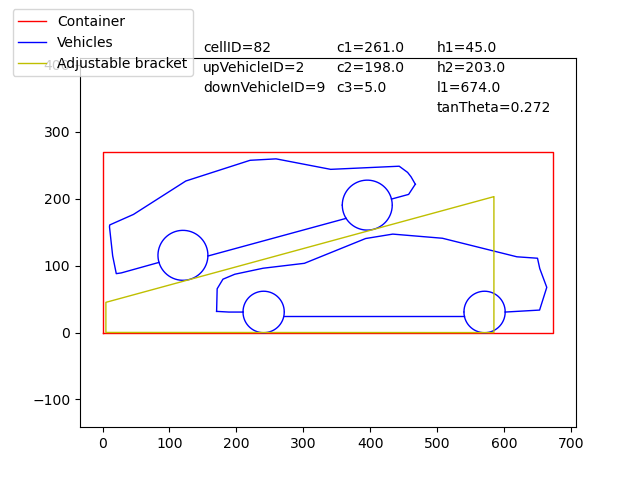 Container
Vehicles
Adjustable bracket
cellID=82 c1=261.0 h1=45.0
upVehicleID=2 c2=198.0 h2=203.0
downVehicleID=9 c3=5.0 l1=674.0
tanTheta=0.272
400
300
200
100
0
−100
0 100 200 300 400 500 600 700